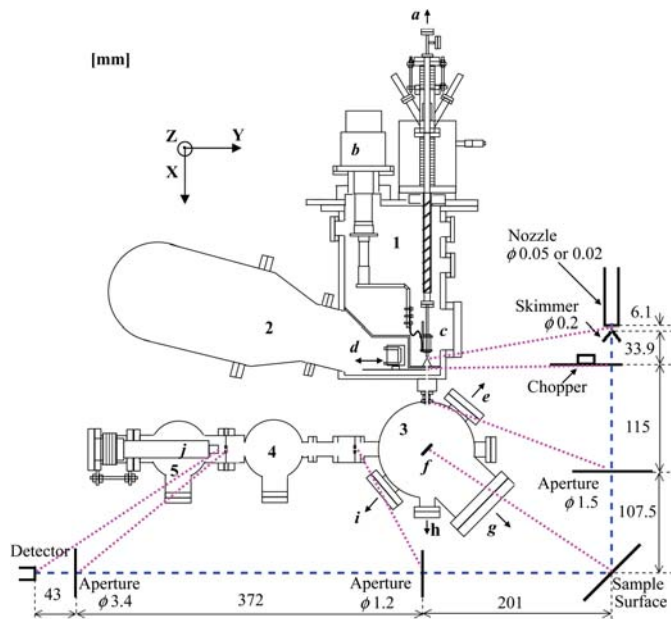 a
[mm]
Z
Y
X
b
1
Nozzle
ϕ 0.05 or 0.02
6.1
Skimmer
ϕ 0.2
33.9
2
c
d
Chopper
e
3
115
4
f
j
5
Aperture
ϕ 1.5
107.5
i
h
g
Detector
Aperture
ϕ 3.4
Aperture
ϕ 1.2
Sample
Surface
43
372
201